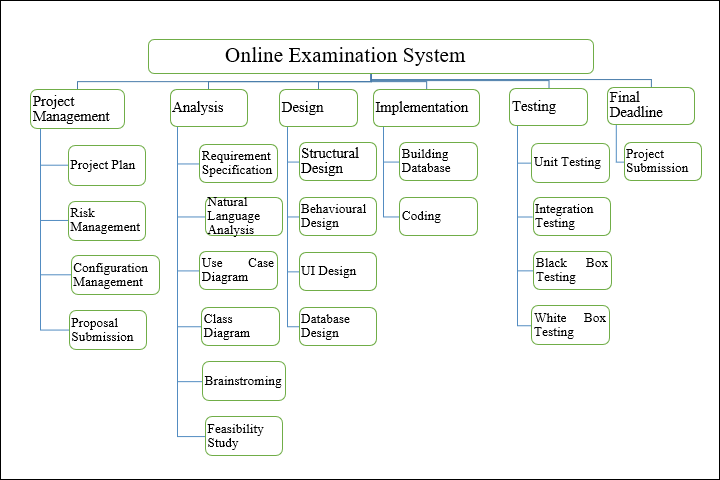 Online Examination System
Project
Management
Project Plan
Risk
Management
Configuration
Management
Proposal
Submission
Analysis
Requirement
Specification
Natural
Language
Analysis
Use Case
Diagram
Class
Diagram
Brainstroming
Feasibility
Study
Design
Structural
Design
Behavioural
Design
UI Design
Database
Design
Implementation
Building
Database
Coding
Testing
Unit Testing
Integration
Testing
Black Box
Testing
White Box
Testing
Final
Deadline
Project
Submission